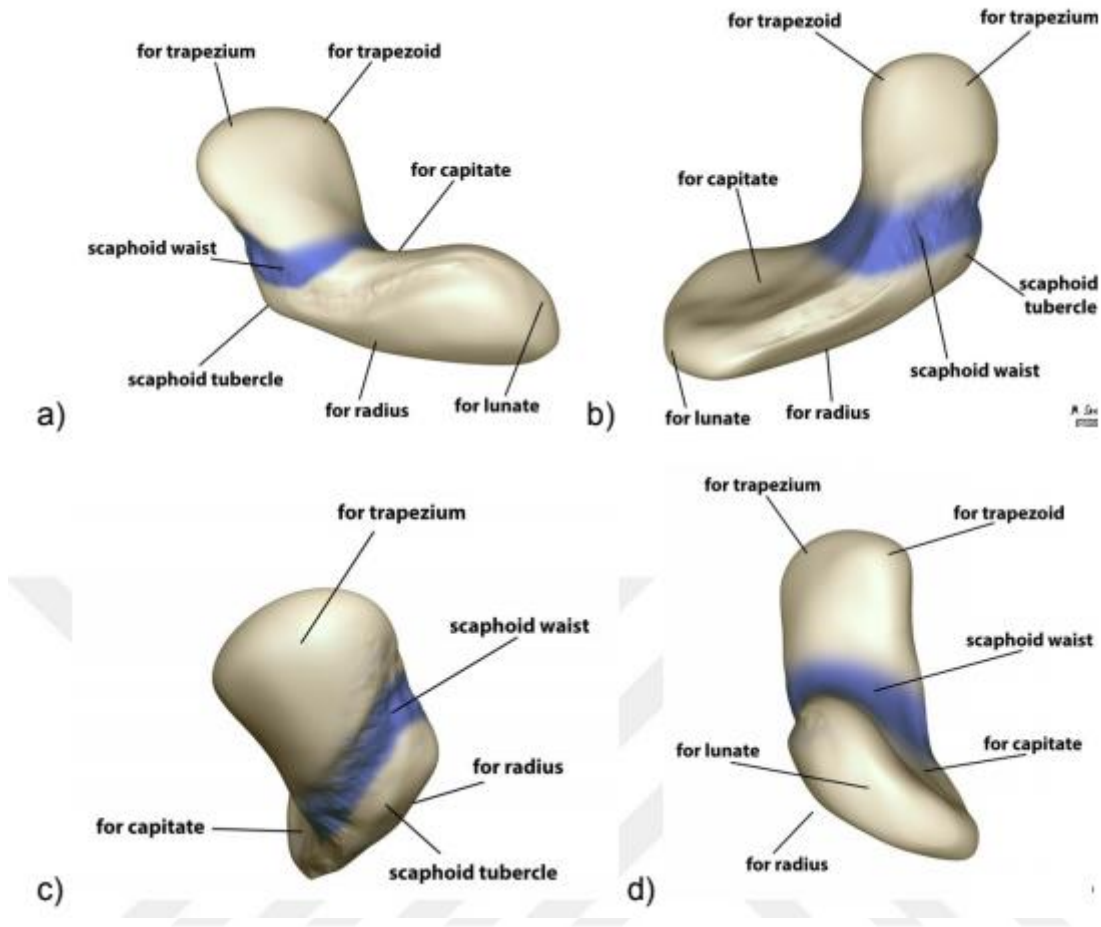 for trapezium
for trapezoid
for capitate
scaphoid waist
scaphoid tubercle
for radius
for lunate
a)
for trapezoid
for trapezium
for capitate
scaphoid
tubercle
scaphoid waist
for radius
for lunate
b)
for trapezium
scaphoid waist
for radius
for capitate
scaphoid tubercle
c)
for trapezium
for trapezoid
scaphoid waist
for lunate
for capitate
for radius
d)